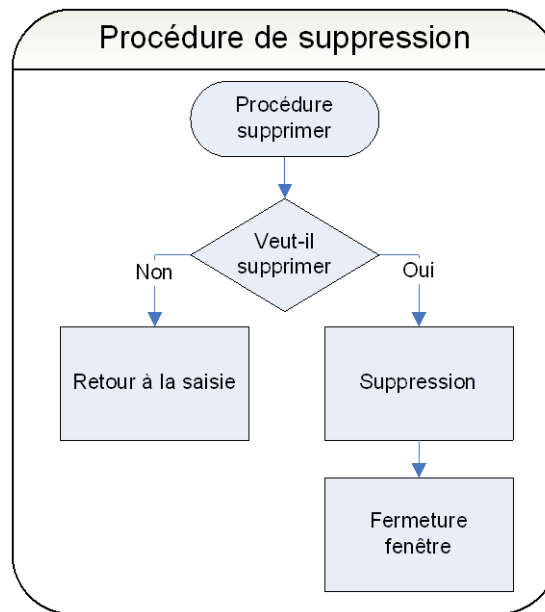 Procédure de suppression
Procédure
supprimer
Veut-il
supprimer
Non
Oui
Retour à la saisie
Suppression
Fermeture
fenêtre